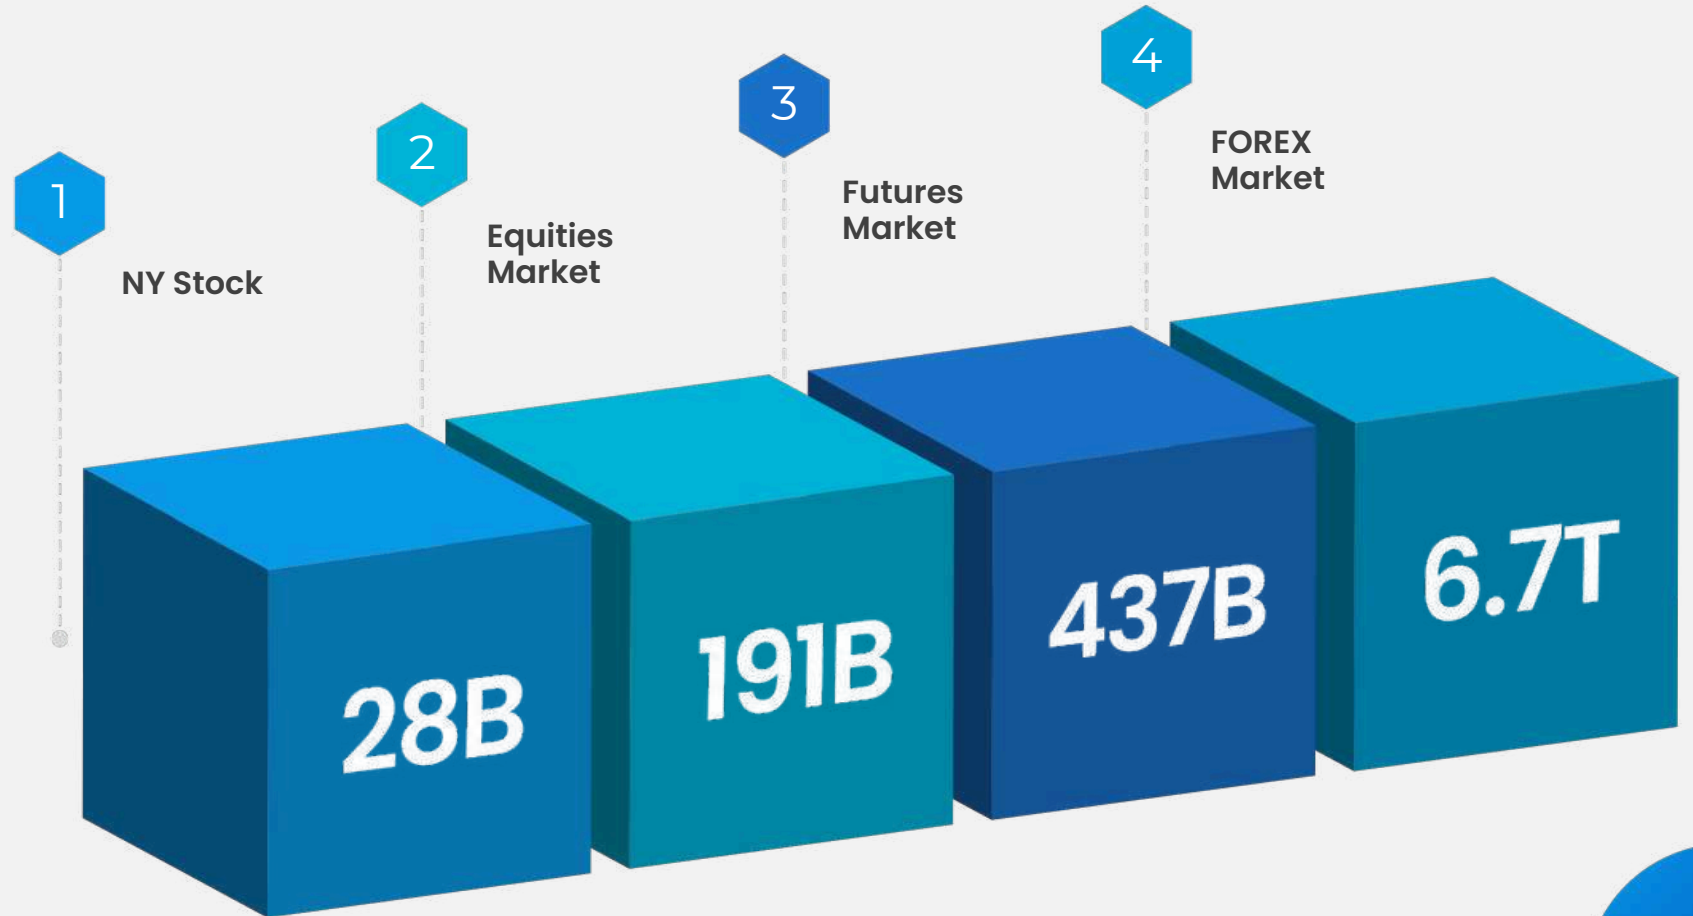 1
NY Stock
28B
2
Equities
Market
191B
3
Futures
Market
437B
4
FOREX
Market
6.7T